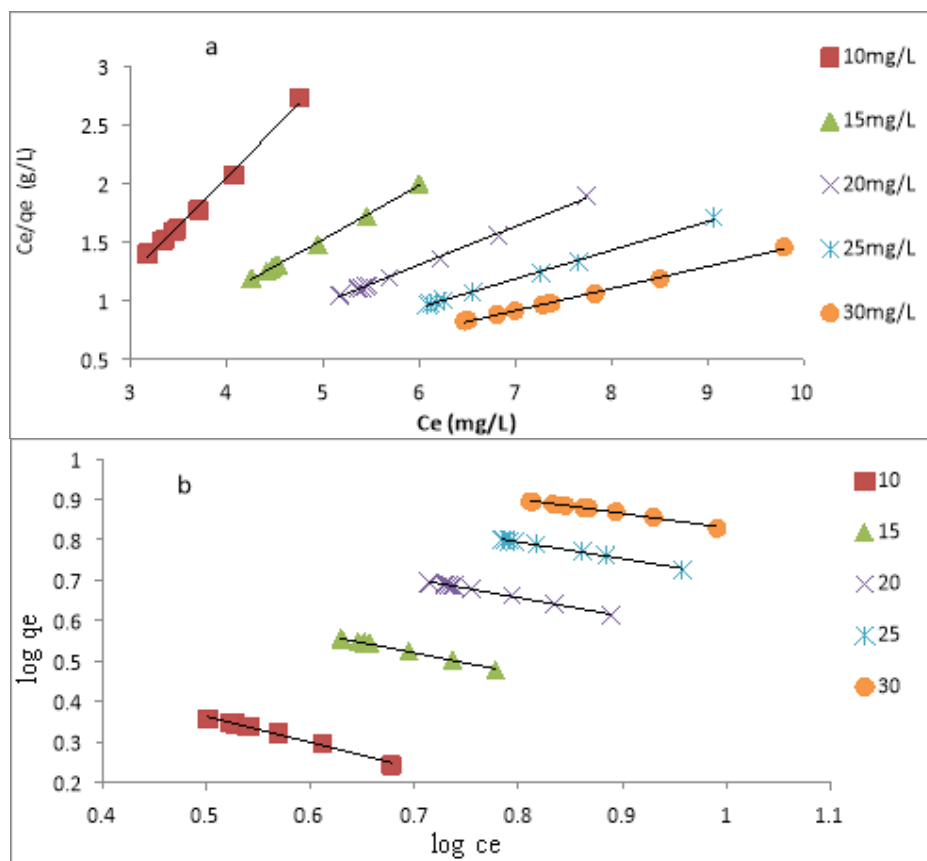 a
3
2.5
2
1.5
1
0.5
Ce/qe (g/L)
3 4 5 6 7 8 9 10
Ce (mg/L)
10mg/L
15mg/L
20mg/L
25mg/L
30mg/L
b
1
0.9
0.8
0.7
0.6
0.5
0.4
0.3
0.2
log qe
0.4 0.5 0.6 0.7 0.8 0.9 1 1.1
log ce
10
15
20
25
30